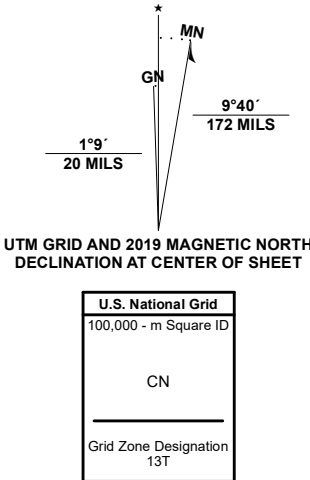 ★
MN
GN
1°9´
20 MILS
9°40´
172 MILS
UTM GRID AND 2019 MAGNETIC NORTH
DECLINATION AT CENTER OF SHEET
U.S. National Grid
100,000 - m Square ID
CN
Grid Zone Designation
13T